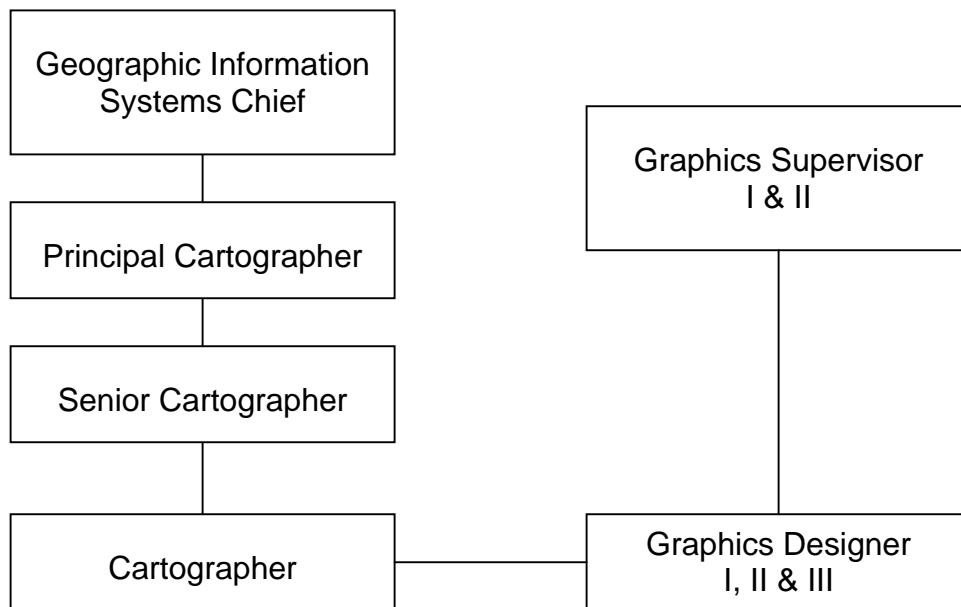 Geographic Information
Systems Chief
Graphics Supervisor
I & II
Principal Cartographer
Senior Cartographer
Cartographer
Graphics Designer
I, II & III